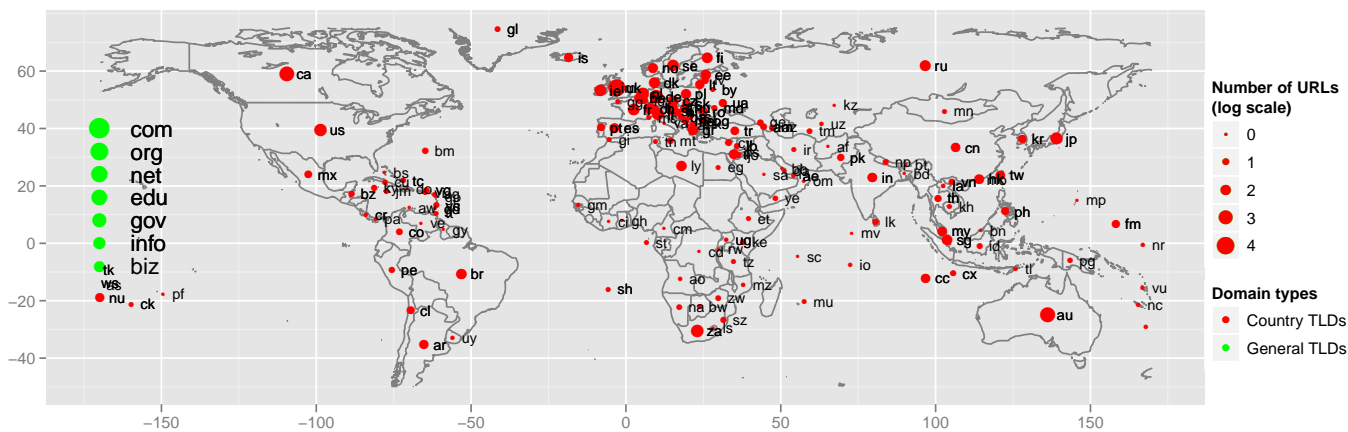 60
40
20
0
−20
−40
−150
−100
−50
0
50
100
150
com
org
net
edu
gov
info
biz
tk
ws
nu
ck
pf
gl
is
ca
us
bm
mx
bs
tc
ky
jm
do
bz
aw
cr
pa
ve
co
gy
pe
br
cl
ar
uy
no
se
fi
ee
dk
by
pl
ua
uk
ie
gg
fr
pt
es
gi
tn
mt
ly
eg
tr
ge
kz
uz
tm
af
ir
pk
sa
ae
om
ye
et
gm
ci
gh
cm
st
cd
ug
ke
rw
tz
sc
ao
mz
sh
na
bw
zw
mu
sz
ls
za
ru
mn
cn
kr
jp
np
bt
bd
in
lk
mv
io
la
vn
hk
tw
th
kh
ph
mp
fm
my
sg
bn
id
cc
cx
tl
pg
nr
vu
nc
au
Number of URLs
(log scale)
0
1
2
3
4
Domain types
Country TLDs
General TLDs